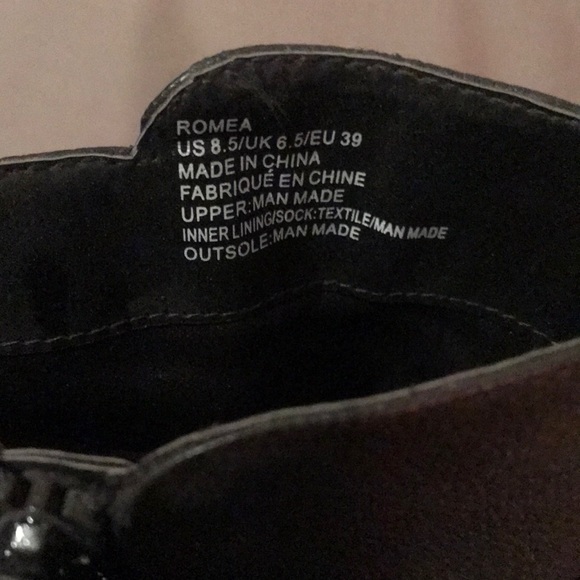 ROMEA
US 8.5/UK 6.5/EU 39
MADE IN CHINA
FABRIQUÉ EN CHINE
UPPER:MAN MADE
INNER LINING/SOCK:TEXTILE/MAN MADE
OUTSOLE:MAN MADE